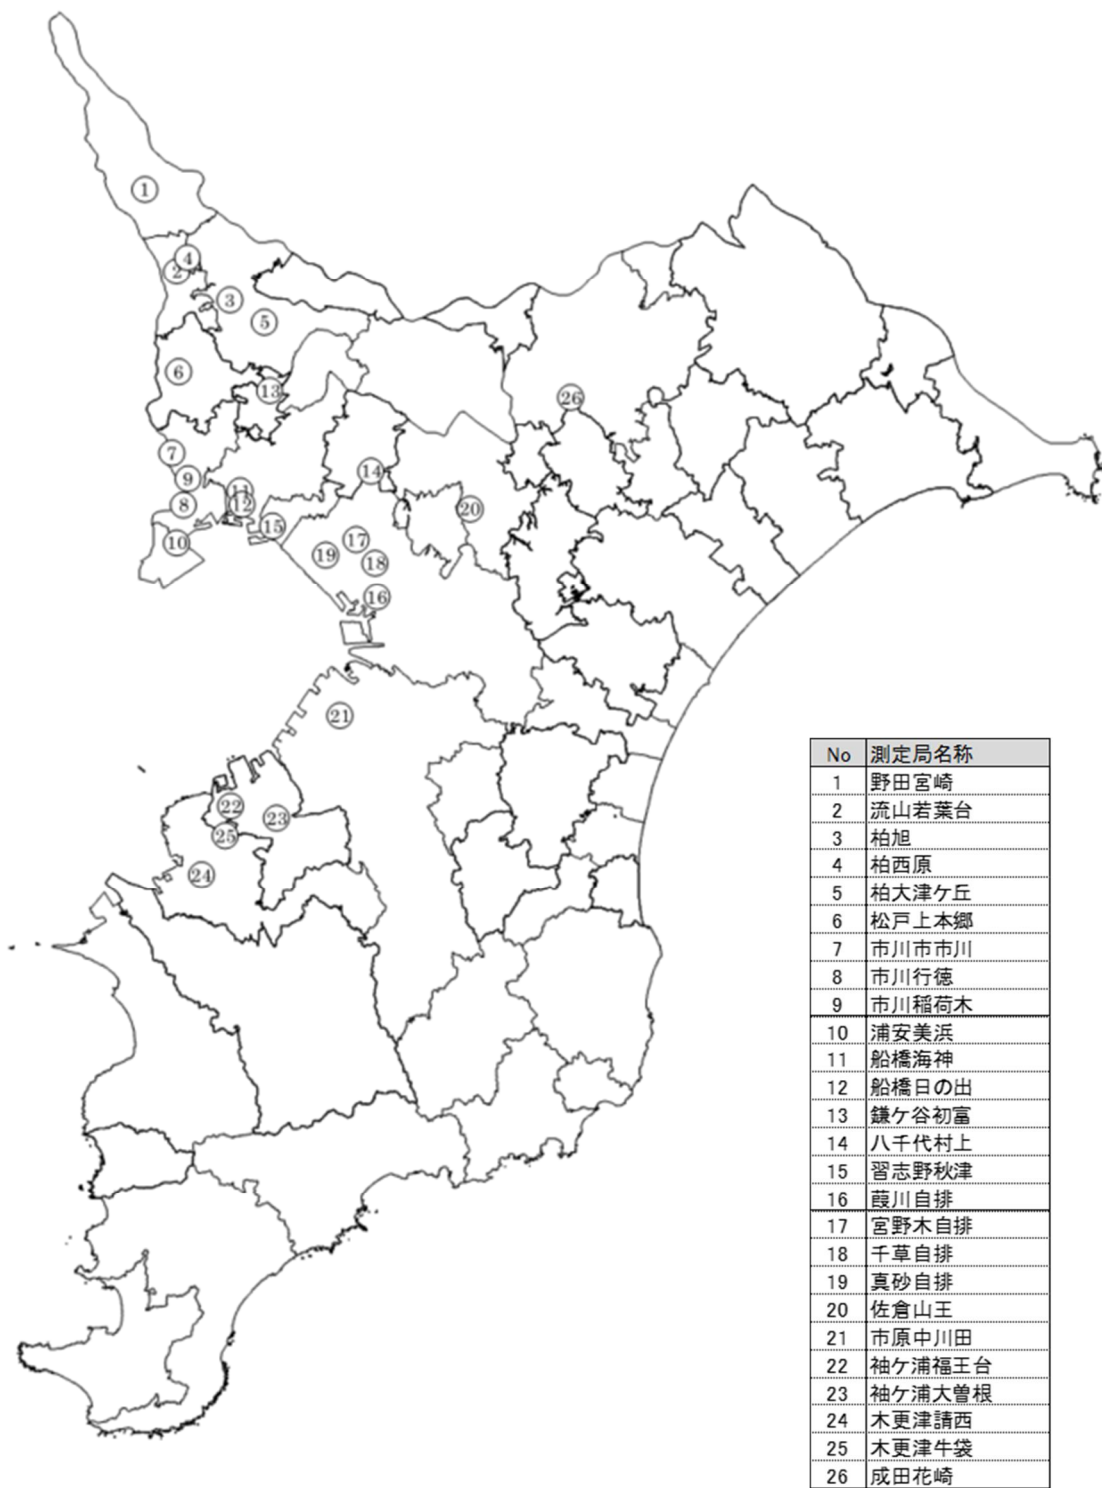 ①
④
②
③
⑤
⑥
⑬
㉖
⑦
⑭
⑨
⑪
⑧
⑫
⑳
⑮
⑩
⑰
⑲
⑱
⑯
㉑
㉒
㉓
㉕
㉔
No 測定局名称
1 野田宮崎
2 流山若葉台
3 柏旭
4 柏西原
5 柏大津ケ丘
6 松戸上本郷
7 市川市市川
8 市川行徳
9 市川稲荷木
10 浦安美浜
11 船橋海神
12 船橋日の出
13 鎌ケ谷初富
14 八千代村上
15 習志野秋津
16 葭川自排
17 宮野木自排
18 千草自排
19 真砂自排
20 佐倉山王
21 市原中川田
22 袖ケ浦福王台
23 袖ケ浦大曽根
24 木更津請西
25 木更津牛袋
26 成田花崎